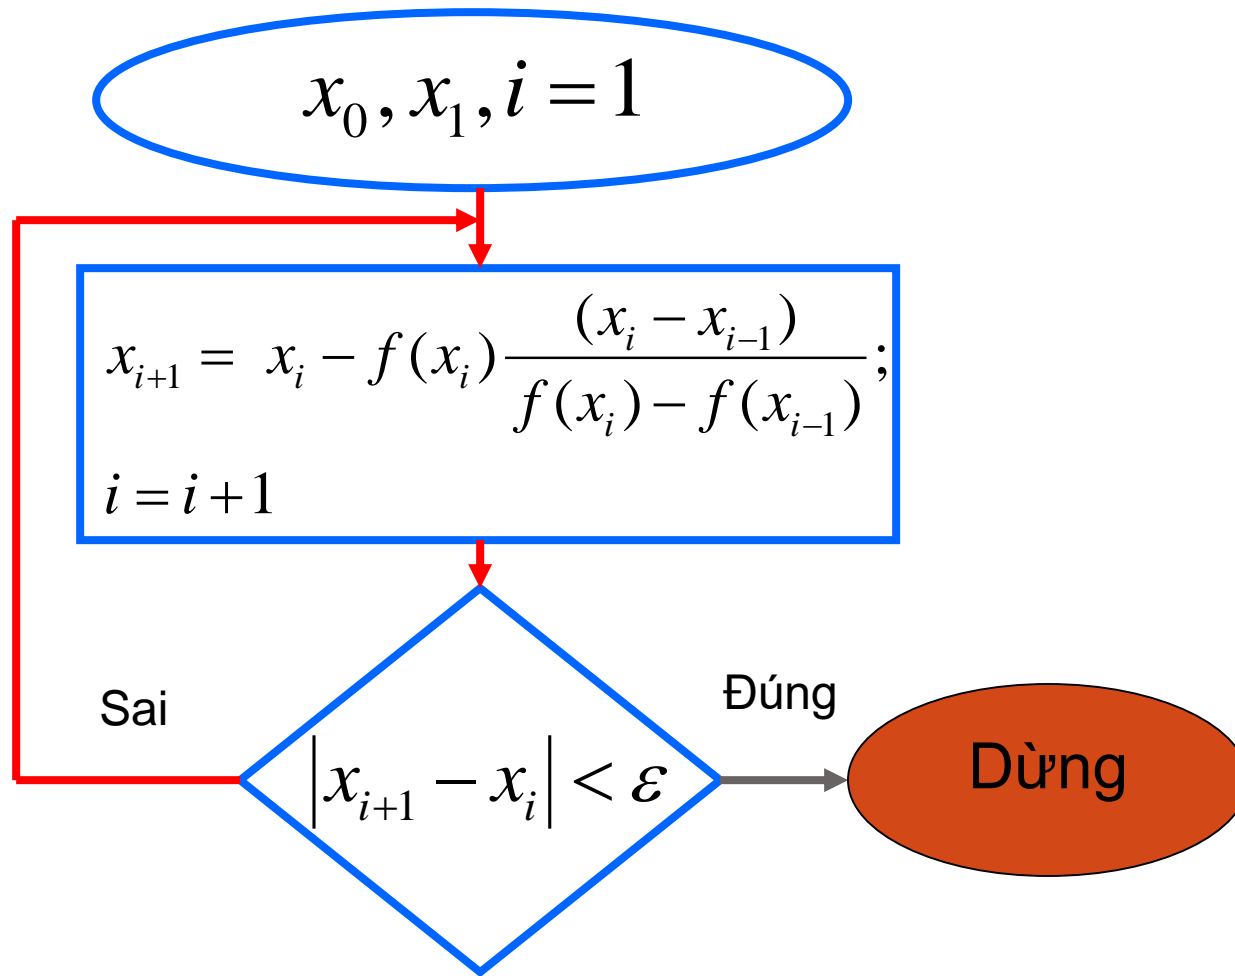 x₀, x₁, i = 1
xᵢ₊₁ = xᵢ − f(xᵢ) (xᵢ − xᵢ₋₁) / (f(xᵢ) − f(xᵢ₋₁));
i = i + 1
Sai
Đúng
|xᵢ₊₁ − xᵢ| < ε
Dừng